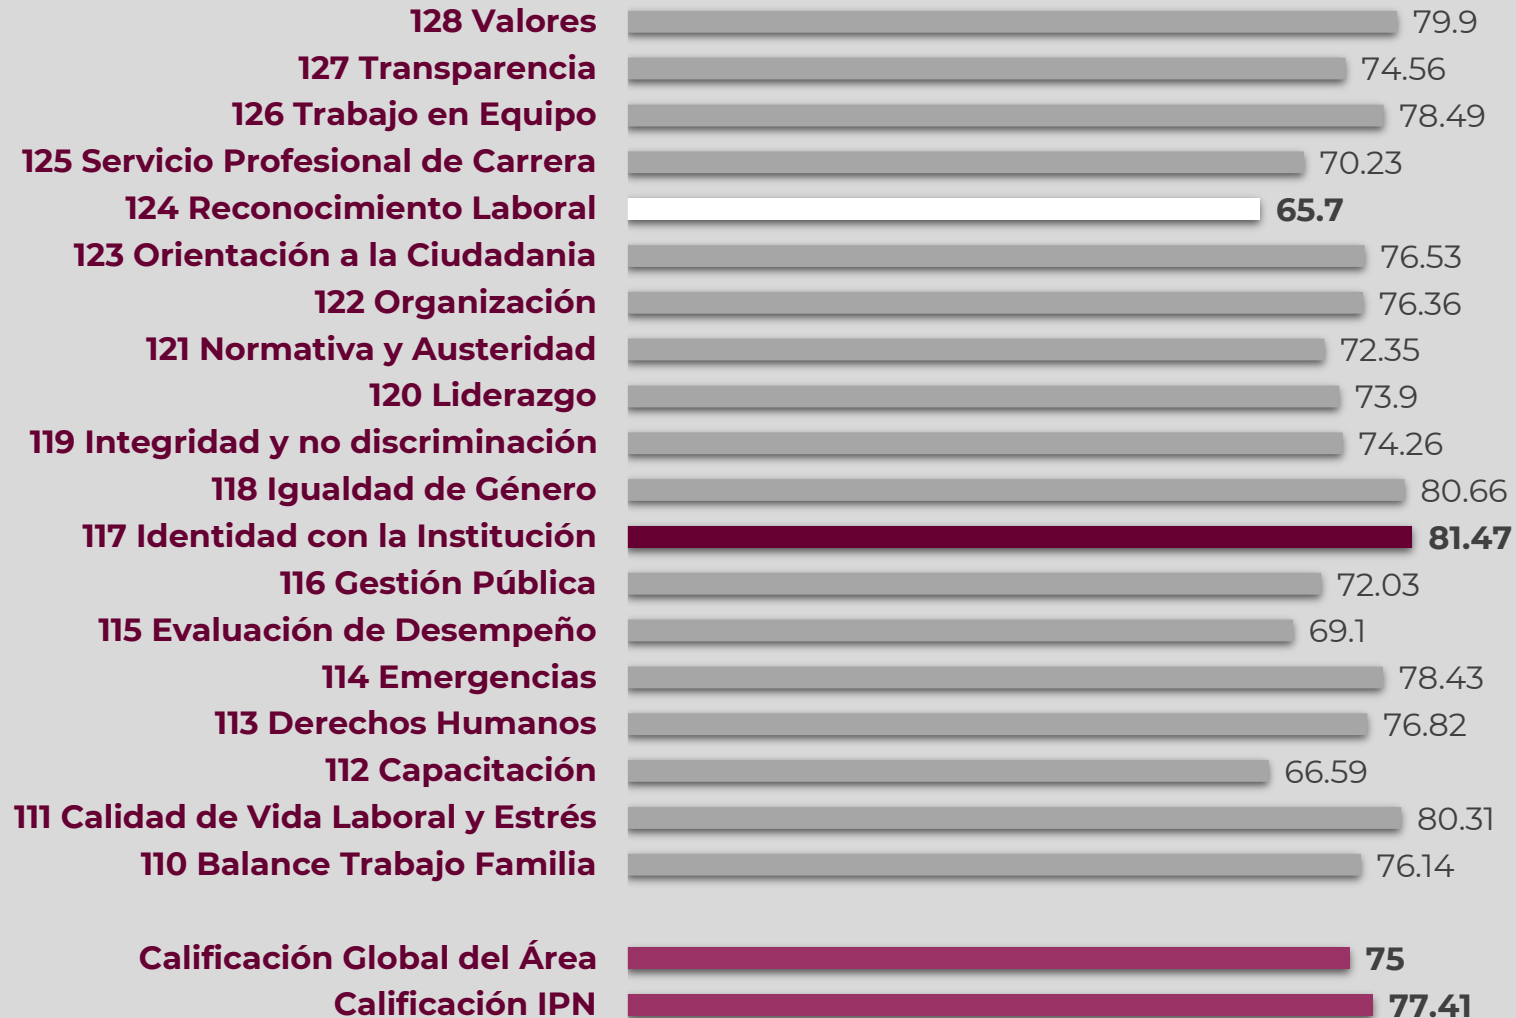 128 Valores 79.9
127 Transparencia 74.56
126 Trabajo en Equipo 78.49
125 Servicio Profesional de Carrera 70.23
124 Reconocimiento Laboral 65.7
123 Orientación a la Ciudadania 76.53
122 Organización 76.36
121 Normativa y Austeridad 72.35
120 Liderazgo 73.9
119 Integridad y no discriminación 74.26
118 Igualdad de Género 80.66
117 Identidad con la Institución 81.47
116 Gestión Pública 72.03
115 Evaluación de Desempeño 69.1
114 Emergencias 78.43
113 Derechos Humanos 76.82
112 Capacitación 66.59
111 Calidad de Vida Laboral y Estrés 80.31
110 Balance Trabajo Familia 76.14
Calificación Global del Área 75
Calificación IPN 77.41